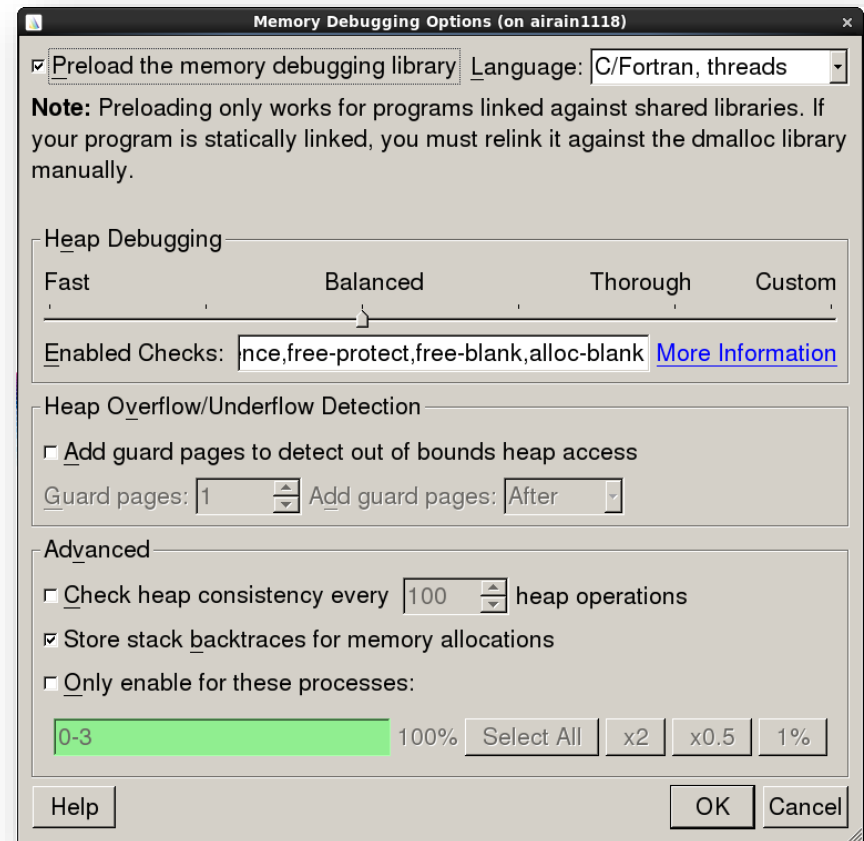 Memory Debugging Options (on airain1118)
Preload the memory debugging library Language: C/Fortran, threads
Note: Preloading only works for programs linked against shared libraries. If
your program is statically linked, you must relink it against the dmalloc library
manually.
Heap Debugging
Fast Balanced Thorough Custom
Enabled Checks: nce,free-protect,free-blank,alloc-blank More Information
Heap Overflow/Underflow Detection
Add guard pages to detect out of bounds heap access
Guard pages: 1 Add guard pages: After
Advanced
Check heap consistency every 100 heap operations
Store stack backtraces for memory allocations
Only enable for these processes:
0-3 100% Select All x2 x0.5 1%
Help OK Cancel